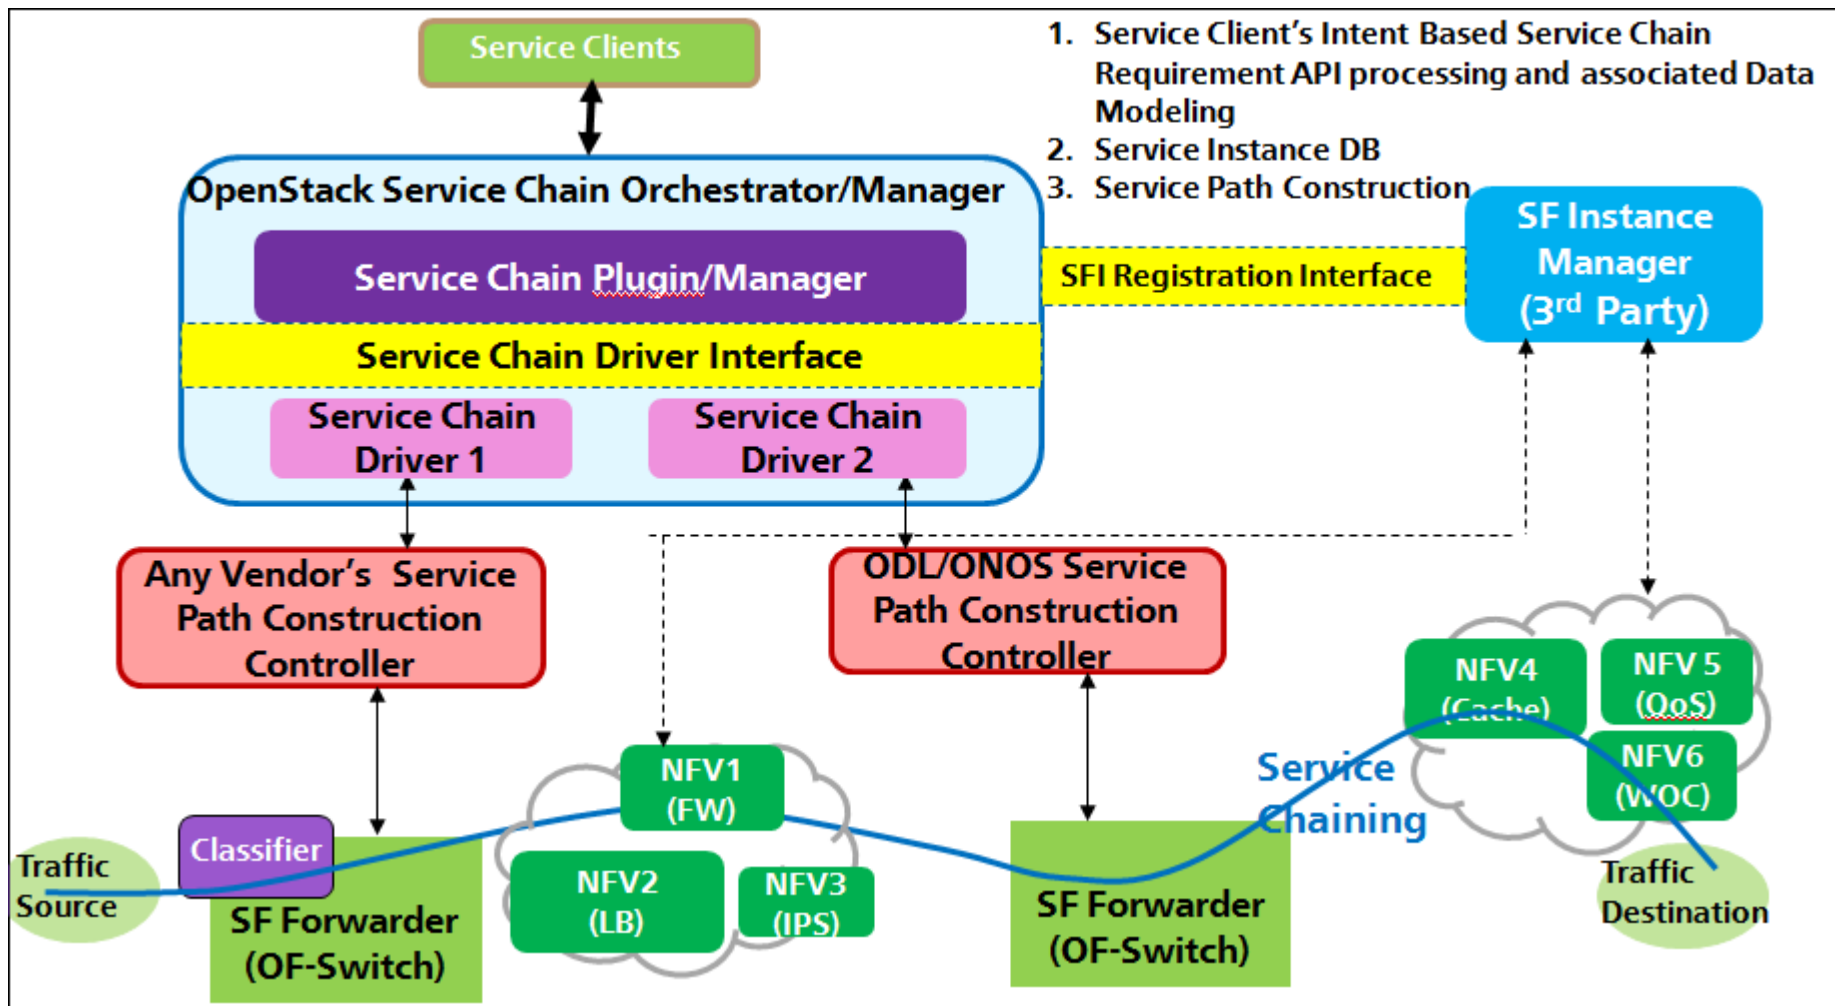 Service Clients
1. Service Client's Intent Based Service Chain
Requirement API processing and associated Data
Modeling
2. Service Instance DB
3. Service Path Construction
OpenStack Service Chain Orchestrator/Manager
Service Chain Plugin/Manager
Service Chain Driver Interface
Service Chain
Driver 1
Service Chain
Driver 2
SFI Registration Interface
SF Instance
Manager
(3rd Party)
Any Vendor's Service
Path Construction
Controller
ODL/ONOS Service
Path Construction
Controller
NFV4
(Cache)
NFV 5
(QoS)
NFV6
(WOC)
NFV1
(FW)
NFV2
(LB)
NFV3
(IPS)
Service
Chaining
Classifier
Traffic
Source
SF Forwarder
(OF-Switch)
SF Forwarder
(OF-Switch)
Traffic
Destination